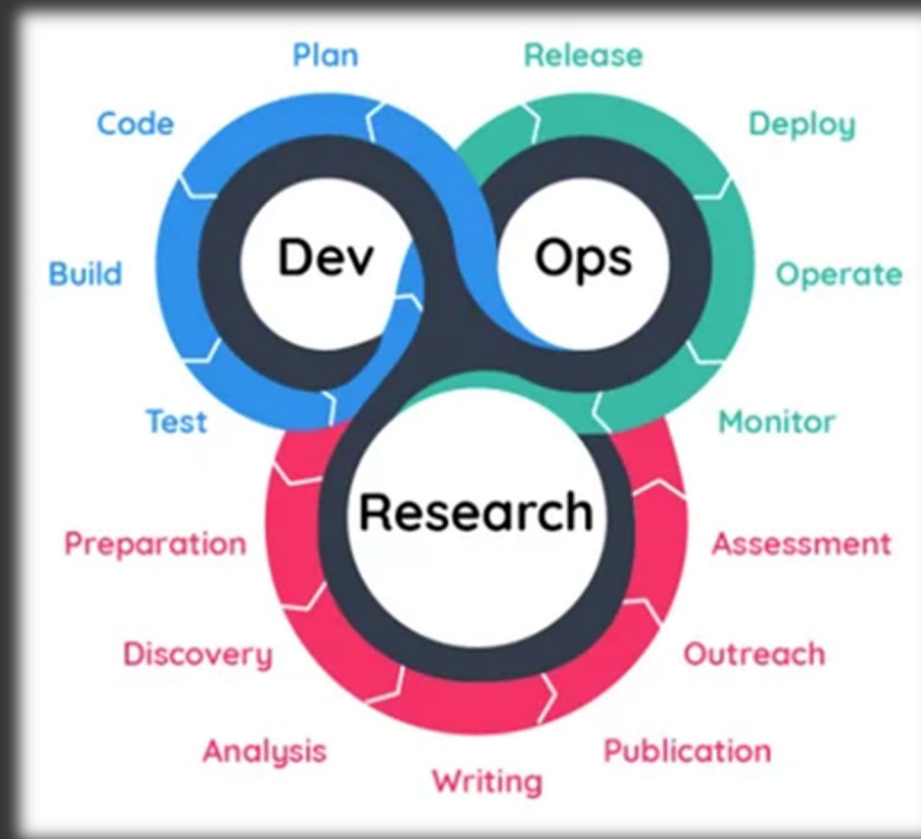 Plan
Release
Code
Deploy
Dev
Ops
Build
Operate
Test
Monitor
Research
Preparation
Assessment
Discovery
Outreach
Analysis
Publication
Writing